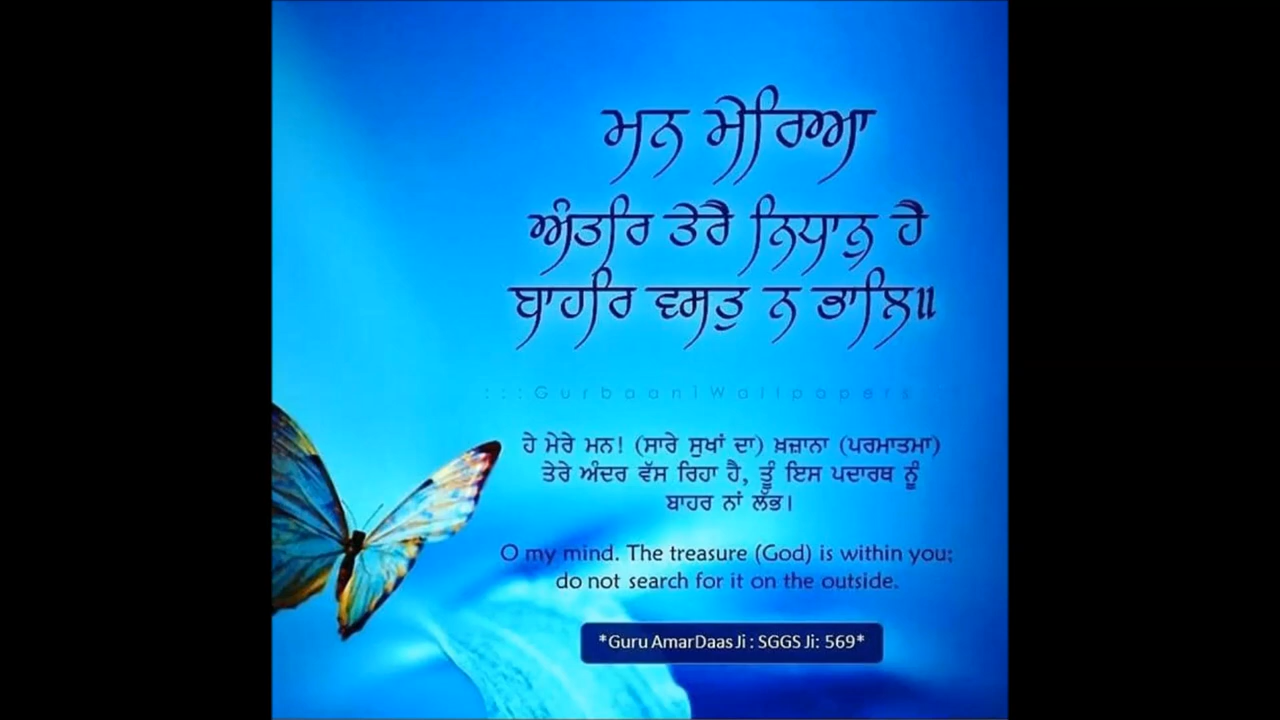 ਮਨ ਮੇਰਿਆ
ਅੰਤਰਿ ਤੇਰੈ ਨਿਧਾਨੁ ਹੈ
ਬਾਹਰਿ ਵਸਤੁ ਨ ਭਾਲਿ॥
:::GurbaaniWallpapers
ਹੇ ਮੇਰੇ ਮਨ! (ਸਾਰੇ ਸੁਖਾਂ ਦਾ) ਖ਼ਜ਼ਾਨਾ (ਪਰਮਾਤਮਾ)
ਤੇਰੇ ਅੰਦਰ ਵੱਸ ਰਿਹਾ ਹੈ, ਤੂੰ ਇਸ ਪਦਾਰਥ ਨੂੰ
ਬਾਹਰ ਨਾਂ ਲੱਭ।
O my mind. The treasure (God) is within you;
do not search for it on the outside.
*Guru AmarDaas Ji : SGGS Ji: 569*